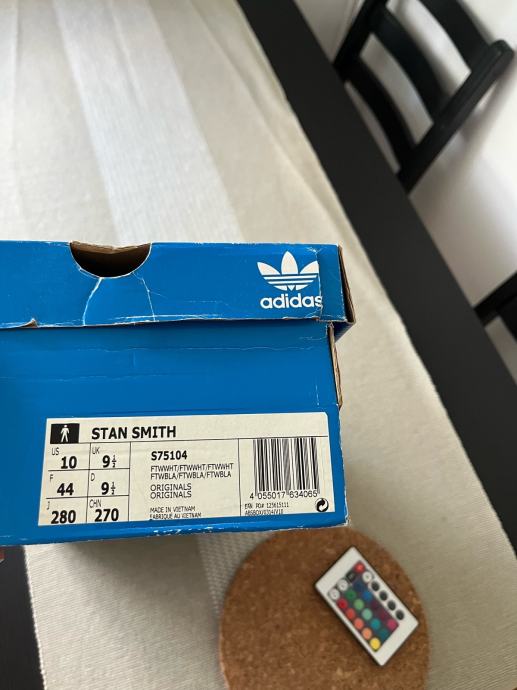 adidas
STAN SMITH
US 10 UK 9½
F 44 D 9½
J 280 CHN 270
S75104
FTWWHT/FTWWHT/FTWWHT
FTWBLA/FTWBLA/FTWBLA
ORIGINALS
ORIGINALS
MADE IN VIETNAM
FABRIQUE AU VIETNAM
4 055017 634065